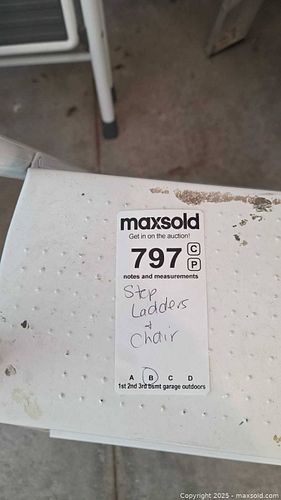 maxsold
Get in on the auction!
797 C
P
notes and measurements
Step
Ladders
+
Chair
A B C D
1st 2nd 3rd bsmt garage outdoors
Copyright © 2025 - maxsold.com